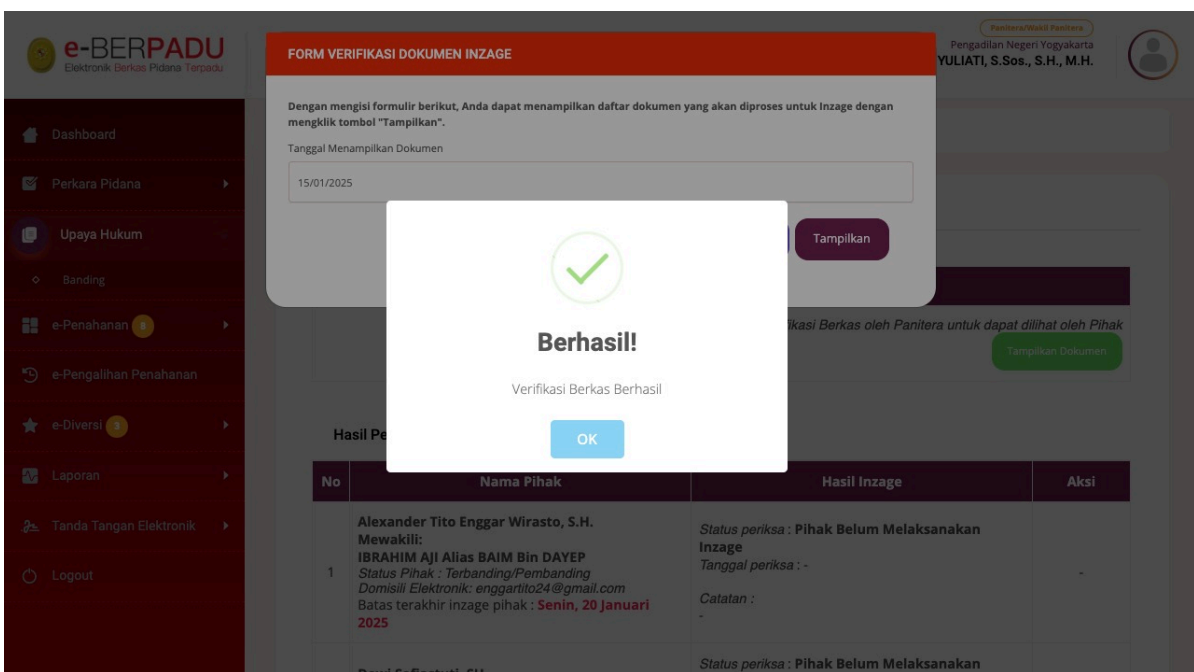 e-BERPADU
Elektronik Berkas Pidana Terpadu
Panitera/Wakil Panitera
Pengadilan Negeri Yogyakarta
YULIATI, S.Sos., S.H., M.H.
Dashboard
Perkara Pidana
Upaya Hukum
Banding
e-Penahanan 8
e-Pengalihan Penahanan
e-Diversi 3
Laporan
Tanda Tangan Elektronik
Logout
FORM VERIFIKASI DOKUMEN INZAGE
Dengan mengisi formulir berikut, Anda dapat menampilkan daftar dokumen yang akan diproses untuk Inzage dengan
mengklik tombol "Tampilkan".
Tanggal Menampilkan Dokumen
15/01/2025
Tampilkan
Berhasil!
Verifikasi Berkas Berhasil
OK
ikasi Berkas oleh Panitera untuk dapat dilihat oleh Pihak
Tampilkan Dokumen
Hasil Pe
No Nama Pihak Hasil Inzage Aksi
1
Alexander Tito Enggar Wirasto, S.H.
Mewakili:
IBRAHIM AJI Alias BAIM Bin DAYEP
Status Pihak : Terbanding/Pembanding
Domisili Elektronik: enggartito24@gmail.com
Batas terakhir inzage pihak : Senin, 20 Januari
2025
Status periksa : Pihak Belum Melaksanakan
Inzage
Tanggal periksa : -
Catatan :
-
-
Status periksa : Pihak Belum Melaksanakan